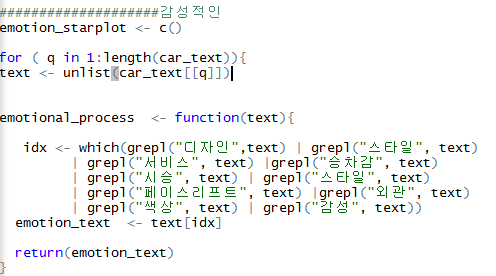 ####################감성적인
emotion_starplot <- c()
for ( q in 1:length(car_text)){
text <- unlist(car_text[[q]])
emotional_process  <- function(text){
idx <- which(grepl("디자인",text) | grepl("스타일", text)
| grepl("서비스", text) |grepl("승차감", text)
| grepl("시승", text) | grepl("스타일", text)
| grepl("페이스리프트", text) |grepl("외관", text)
| grepl("색상", text) | grepl("감성", text))
emotion_text  <- text[idx]
return(emotion_text)
}